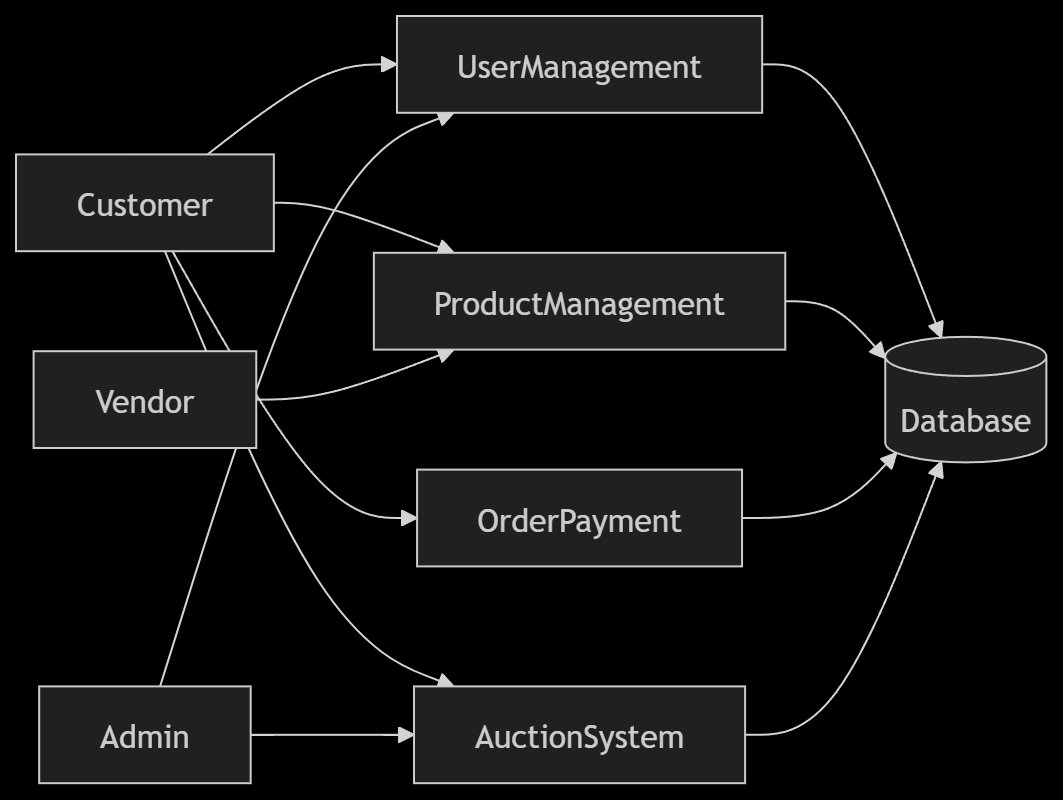 UserManagement
Customer
ProductManagement
Vendor
Database
OrderPayment
Admin
AuctionSystem